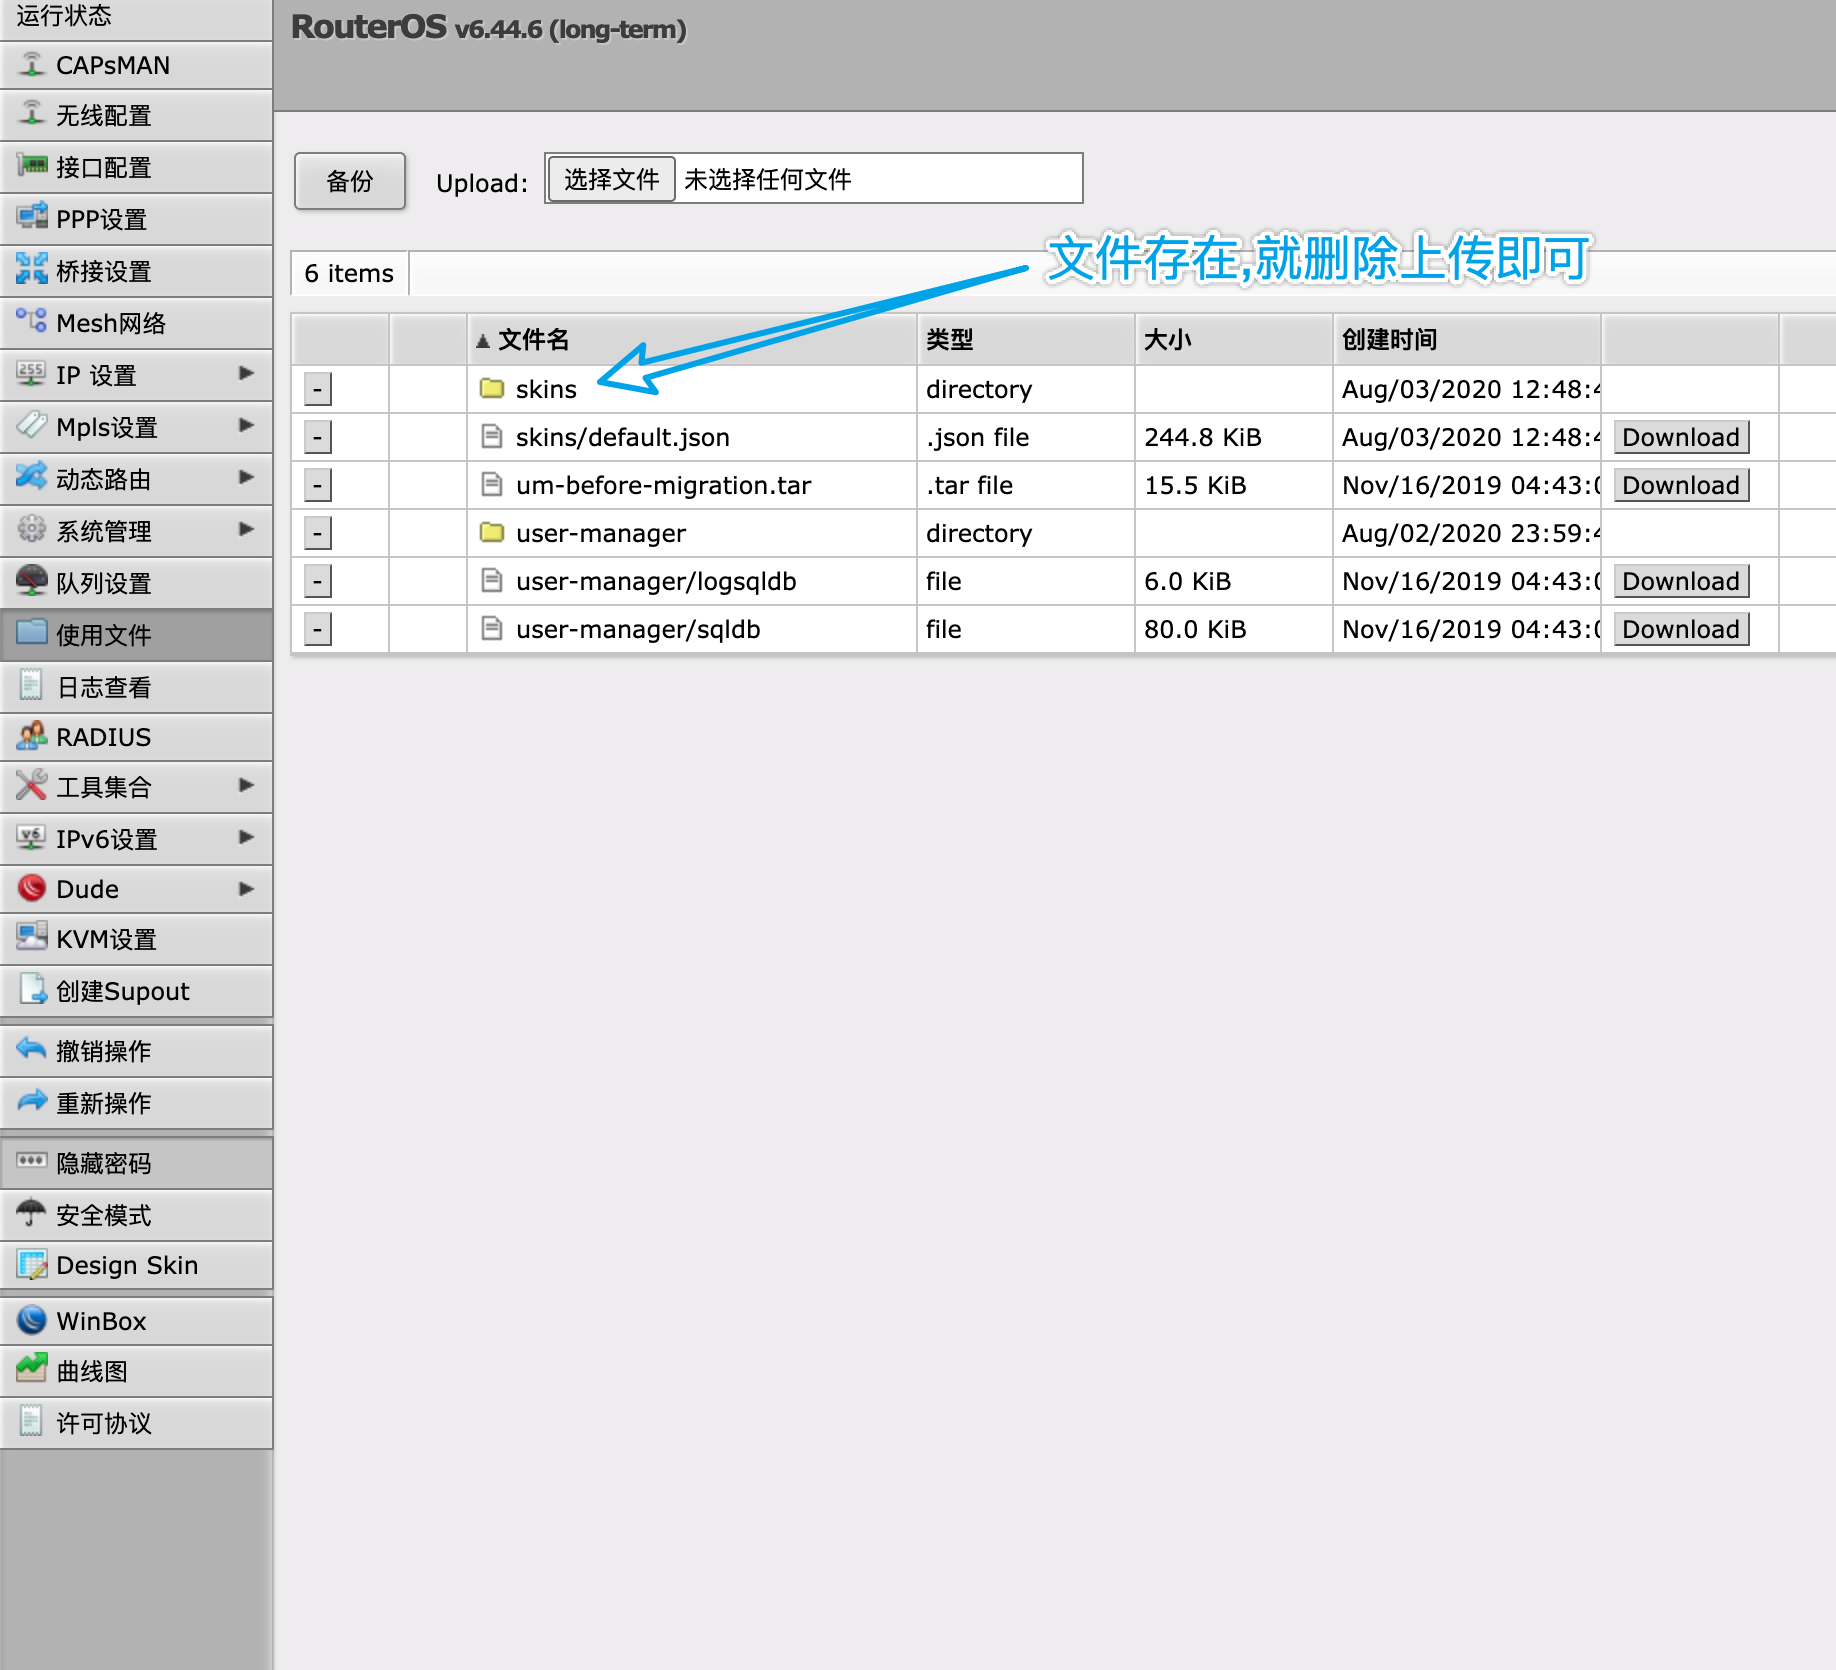 运行状态
CAPsMAN
无线配置
接口配置
PPP设置
桥接设置
Mesh网络
IP 设置
Mpls设置
动态路由
系统管理
队列设置
使用文件
日志查看
RADIUS
工具集合
IPv6设置
Dude
KVM设置
创建Supout
撤销操作
重新操作
隐藏密码
安全模式
Design Skin
WinBox
曲线图
许可协议
RouterOS v6.44.6 (long-term)
备份 Upload: 选择文件 未选择任何文件
文件存在,就删除上传即可
6 items
▲ 文件名 类型 大小 创建时间
- skins directory Aug/03/2020 12:48:4
- skins/default.json .json file 244.8 KiB Aug/03/2020 12:48:4 Download
- um-before-migration.tar .tar file 15.5 KiB Nov/16/2019 04:43:0 Download
- user-manager directory Aug/02/2020 23:59:4
- user-manager/logsqldb file 6.0 KiB Nov/16/2019 04:43:0 Download
- user-manager/sqldb file 80.0 KiB Nov/16/2019 04:43:0 Download